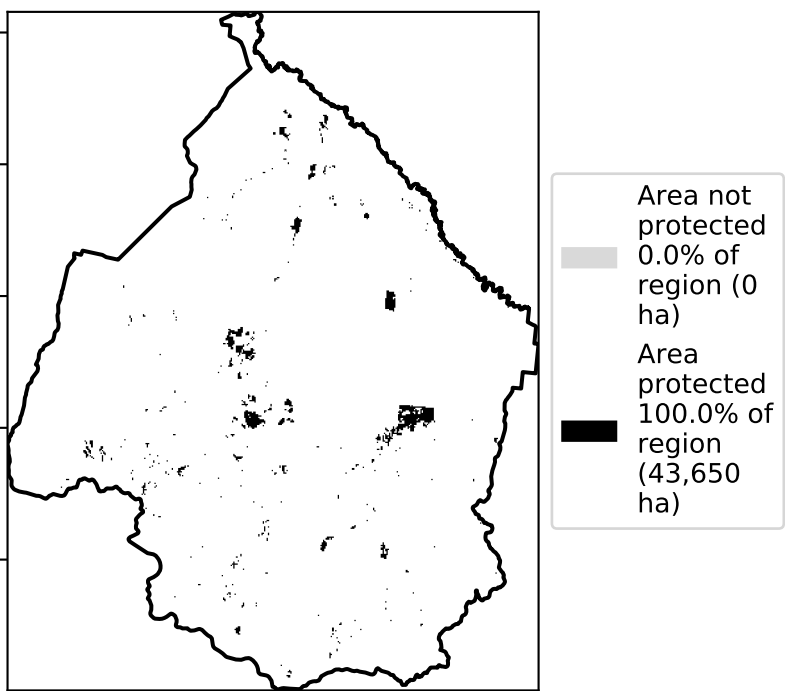 Area not
protected
0.0% of
region (0
ha)
Area
protected
100.0% of
region
(43,650
ha)